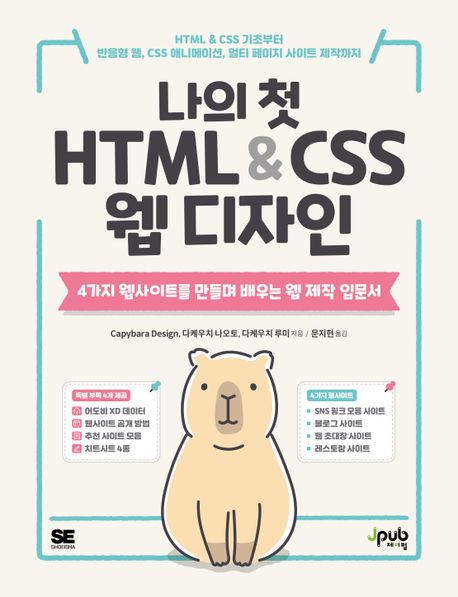 HTML & CSS 기초부터
반응형 웹, CSS 애니메이션, 멀티 페이지 사이트 제작까지
나의 첫
HTML & CSS
웹 디자인
4가지 웹사이트를 만들며 배우는 웹 제작 입문서
Capybara Design, 다케우치 나오토, 다케우치 루미 지음 / 문지현 옮김
특별 부록 4개 제공
어도비 XD 데이터
웹사이트 공개 방법
추천 사이트 모음
치트시트 4종
4가지 웹사이트
• SNS 링크 모음 사이트
• 블로그 사이트
• 웹 초대장 사이트
• 레스토랑 사이트
SE
SHOEISHA
Jpub
제이펍